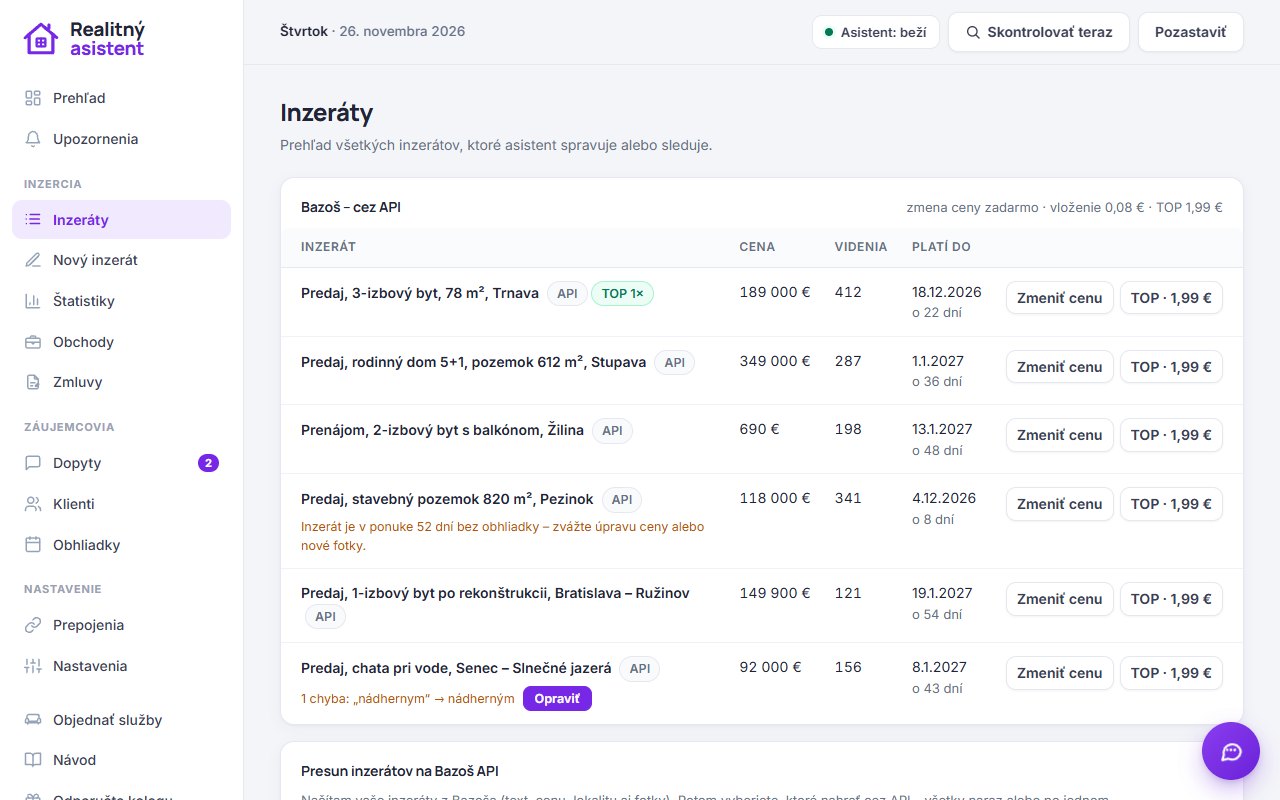 Realitný
asistent
Prehľad
Upozornenia
INZERCIA
Inzeráty
Nový inzerát
Štatistiky
Obchody
Zmluvy
ZÁUJEMCOVIA
Dopyty 2
Klienti
Obhliadky
NASTAVENIE
Prepojenia
Nastavenia
Objednať služby
Návod
Odporučte kolegu
Štvrtok · 26. novembra 2026
Asistent: beží
Skontrolovať teraz
Pozastaviť
Inzeráty
Prehľad všetkých inzerátov, ktoré asistent spravuje alebo sleduje.
Bazoš – cez API
zmena ceny zadarmo · vloženie 0,08 € · TOP 1,99 €
INZERÁT CENA VIDENIA PLATÍ DO
Predaj, 3-izbový byt, 78 m², Trnava API TOP 1× 189 000 € 412 18.12.2026 Zmeniť cenu TOP · 1,99 €
o 22 dní
Predaj, rodinný dom 5+1, pozemok 612 m², Stupava API 349 000 € 287 1.1.2027 Zmeniť cenu TOP · 1,99 €
o 36 dní
Prenájom, 2-izbový byt s balkónom, Žilina API 690 € 198 13.1.2027 Zmeniť cenu TOP · 1,99 €
o 48 dní
Predaj, stavebný pozemok 820 m², Pezinok API 118 000 € 341 4.12.2026 Zmeniť cenu TOP · 1,99 €
o 8 dní
Inzerát je v ponuke 52 dní bez obhliadky – zvážte úpravu ceny alebo
nové fotky.
Predaj, 1-izbový byt po rekonštrukcii, Bratislava – Ružinov 149 900 € 121 19.1.2027 Zmeniť cenu TOP · 1,99 €
API o 54 dní
Predaj, chata pri vode, Senec – Slnečné jazerá API 92 000 € 156 8.1.2027 Zmeniť cenu TOP · 1,99 €
o 43 dní
1 chyba: „nádhernym“ → nádherným Opraviť
Presun inzerátov na Bazoš API